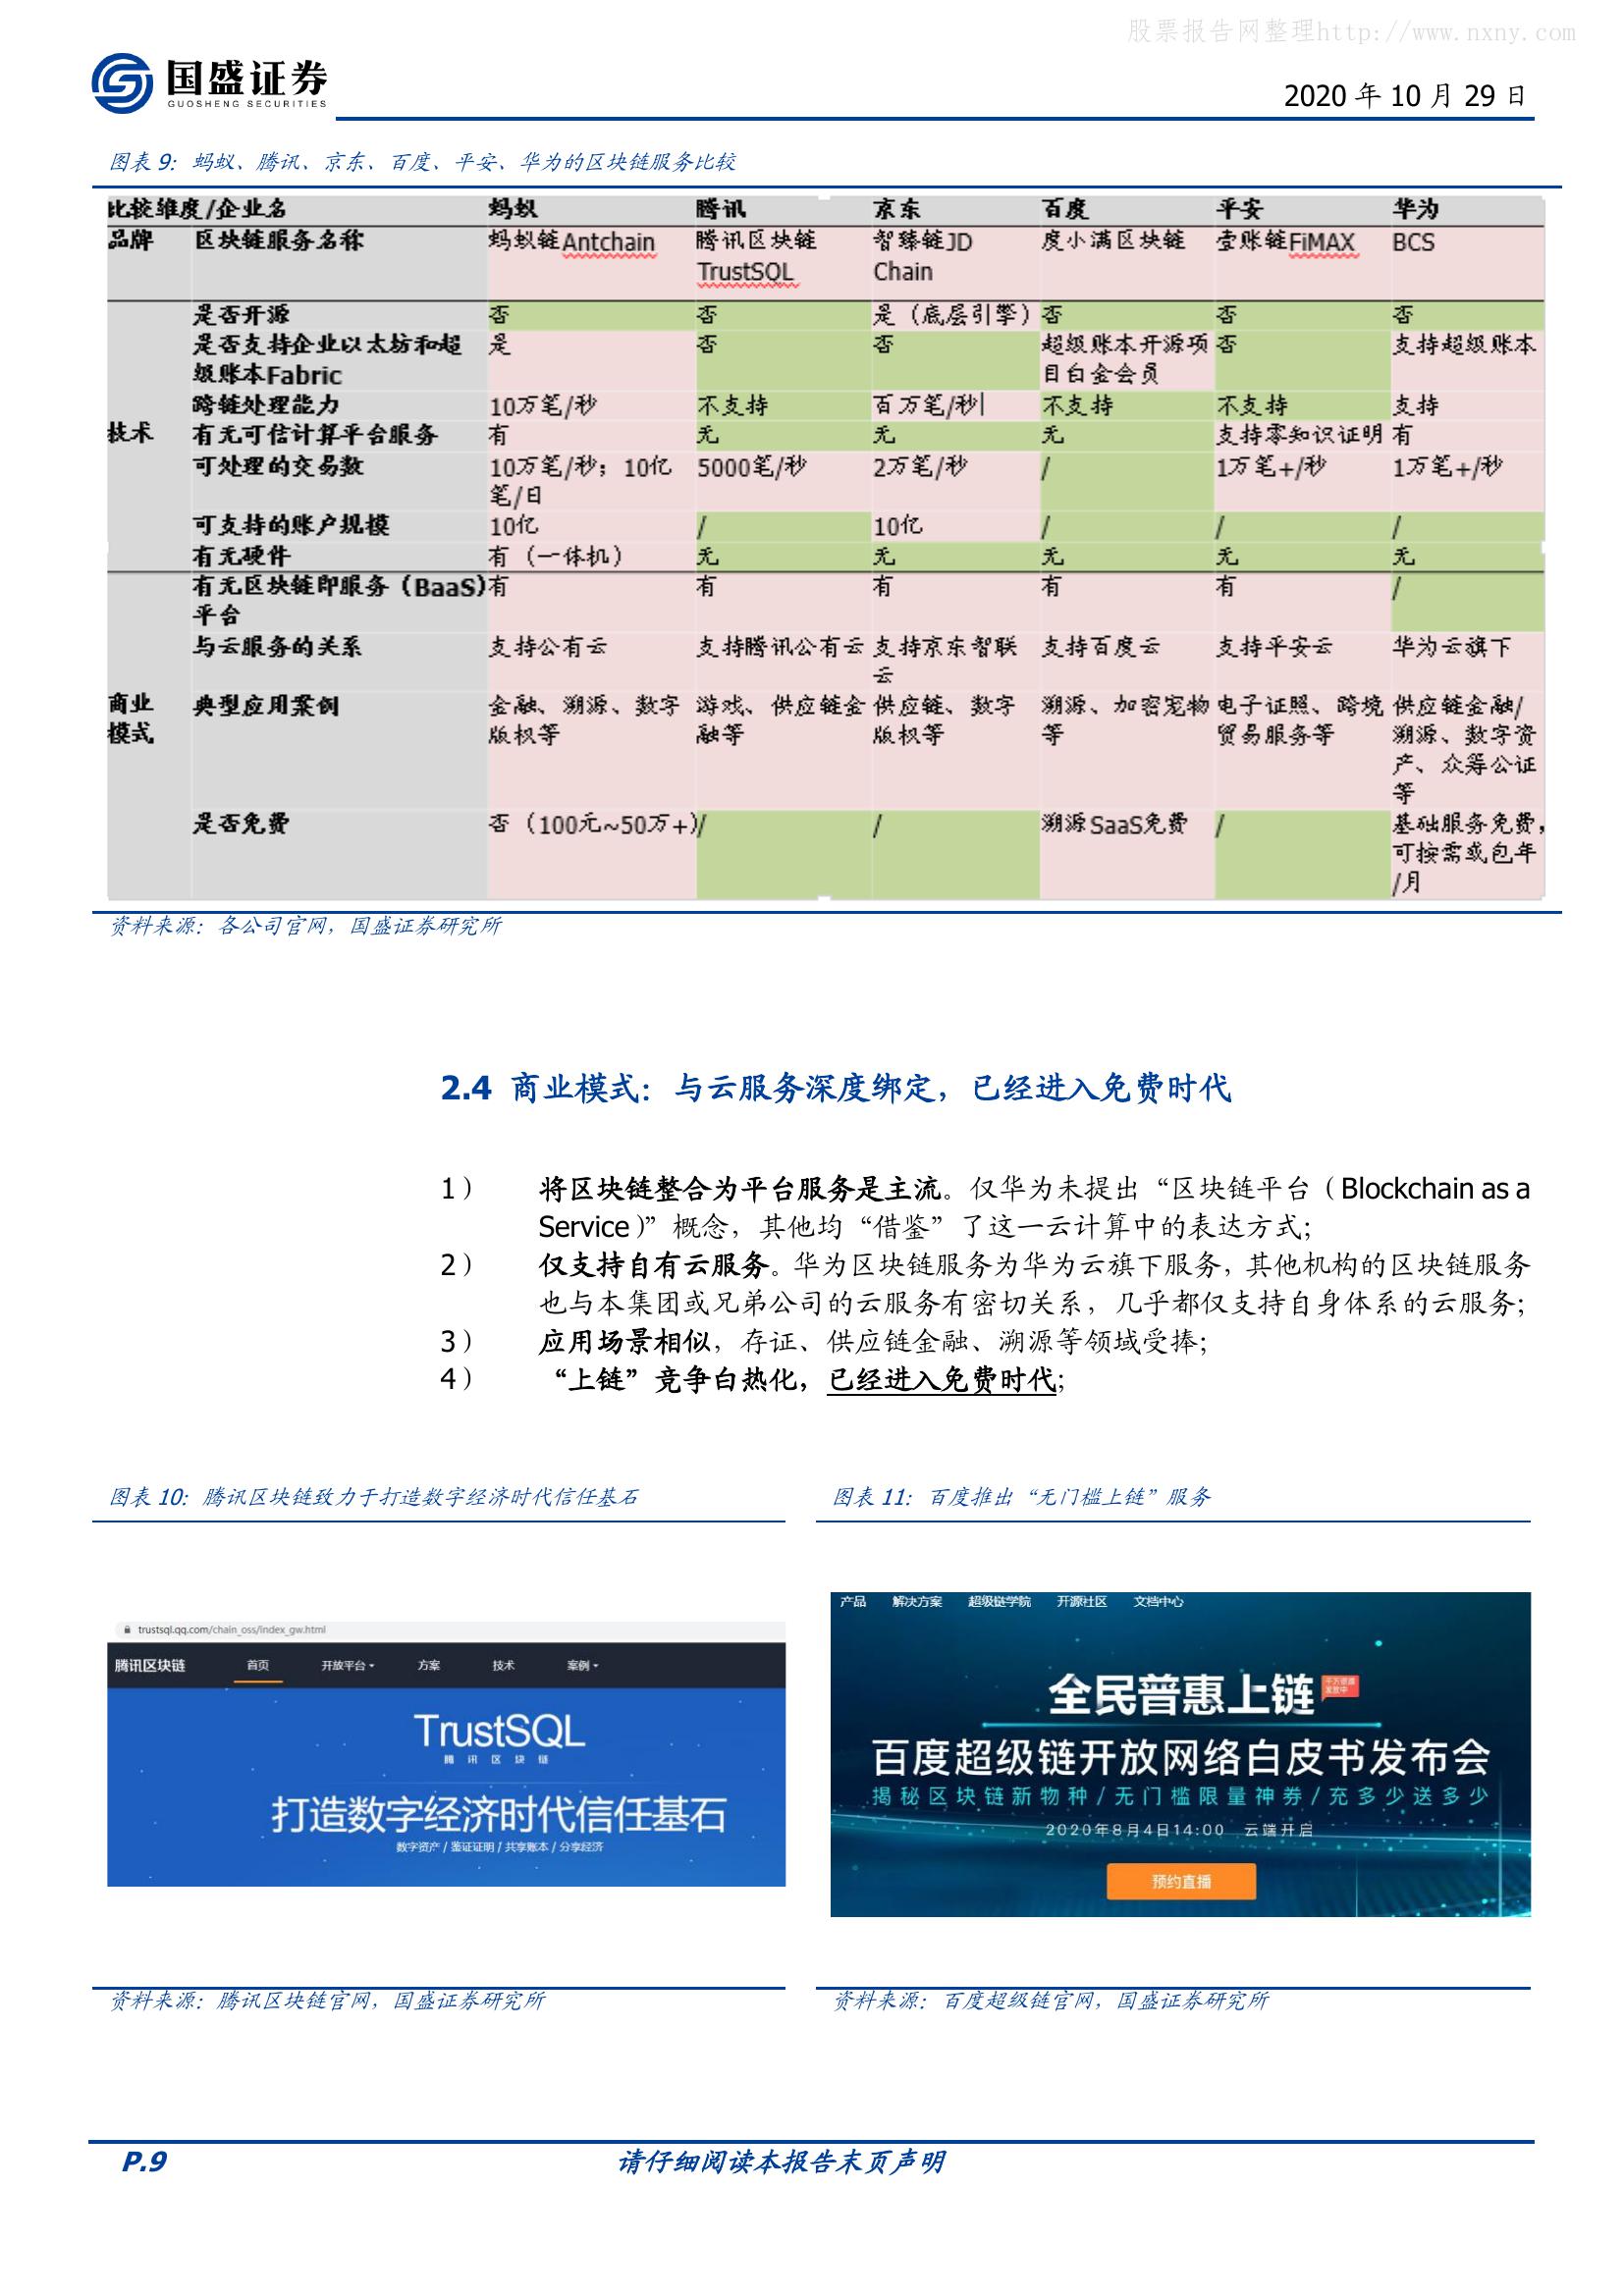 股票报告网整理http://www.nxny.com
国盛证券
GUOSHENG SECURITIES
2020 年 10 月 29 日
图表 9：蚂蚁、腾讯、京东、百度、平安、华为的区块链服务比较
比较维度/企业名 蚂蚁 腾讯 京东 百度 平安 华为
品牌 区块链服务名称 蚂蚁链Antchain 腾讯区块链 智臻链JD 度小满区块链 壹账链FiMAX BCS
TrustSQL Chain
是否开源 否 否 是（底层引擎） 否 否 否
是否支持企业以太坊和超 是 否 否 超级账本开源项 否 支持超级账本
级账本Fabric 目白金会员
跨链处理能力 10万笔/秒 不支持 百万笔/秒 不支持 不支持 支持
技术 有无可信计算平台服务 有 无 无 无 支持零知识证明 有
可处理的交易数 10万笔/秒；10亿 5000笔/秒 2万笔/秒 / 1万笔+/秒 1万笔+/秒
笔/日
可支持的账户规模 10亿 / 10亿 / / /
有无硬件 有（一体机） 无 无 无 无 无
有无区块链即服务（BaaS） 有 有 有 有 有 /
平台
与云服务的关系 支持公有云 支持腾讯公有云 支持京东智联 支持百度云 支持平安云 华为云旗下
云
商业 典型应用案例 金融、溯源、数字 游戏、供应链金 供应链、数字 溯源、加密宠物 电子证照、跨境 供应链金融/
模式 版权等 融等 版权等 等 贸易服务等 溯源、数字资
产、众筹公证
等
是否免费 否（100元~50万+） / / 溯源SaaS免费 / 基础服务免费，
可按需或包年
/月
资料来源：各公司官网，国盛证券研究所
2.4 商业模式：与云服务深度绑定，已经进入免费时代
1） 将区块链整合为平台服务是主流。仅华为未提出“区块链平台（Blockchain as a
Service）”概念，其他均“借鉴”了这一云计算中的表达方式；
2） 仅支持自有云服务。华为区块链服务为华为云旗下服务，其他机构的区块链服务
也与本集团或兄弟公司的云服务有密切关系，几乎都仅支持自身体系的云服务；
3） 应用场景相似，存证、供应链金融、溯源等领域受捧；
4） “上链”竞争白热化，已经进入免费时代；
图表 10：腾讯区块链致力于打造数字经济时代信任基石
trustsql.qq.com/chain_oss/index_gw.html
腾讯区块链 首页 开放平台 方案 技术 案例
TrustSQL
腾讯区块链
打造数字经济时代信任基石
数字资产 / 鉴证证明 / 共享账本 / 分享经济
资料来源：腾讯区块链官网，国盛证券研究所
图表 11：百度推出“无门槛上链”服务
产品 解决方案 超级链学院 开源社区 文档中心
全民普惠上链
百度超级链开放网络白皮书发布会
揭秘区块链新物种/无门槛限量神券/充多少送多少
2020年8月4日14:00 云端开启
预约直播
资料来源：百度超级链官网，国盛证券研究所
P.9 请仔细阅读本报告末页声明